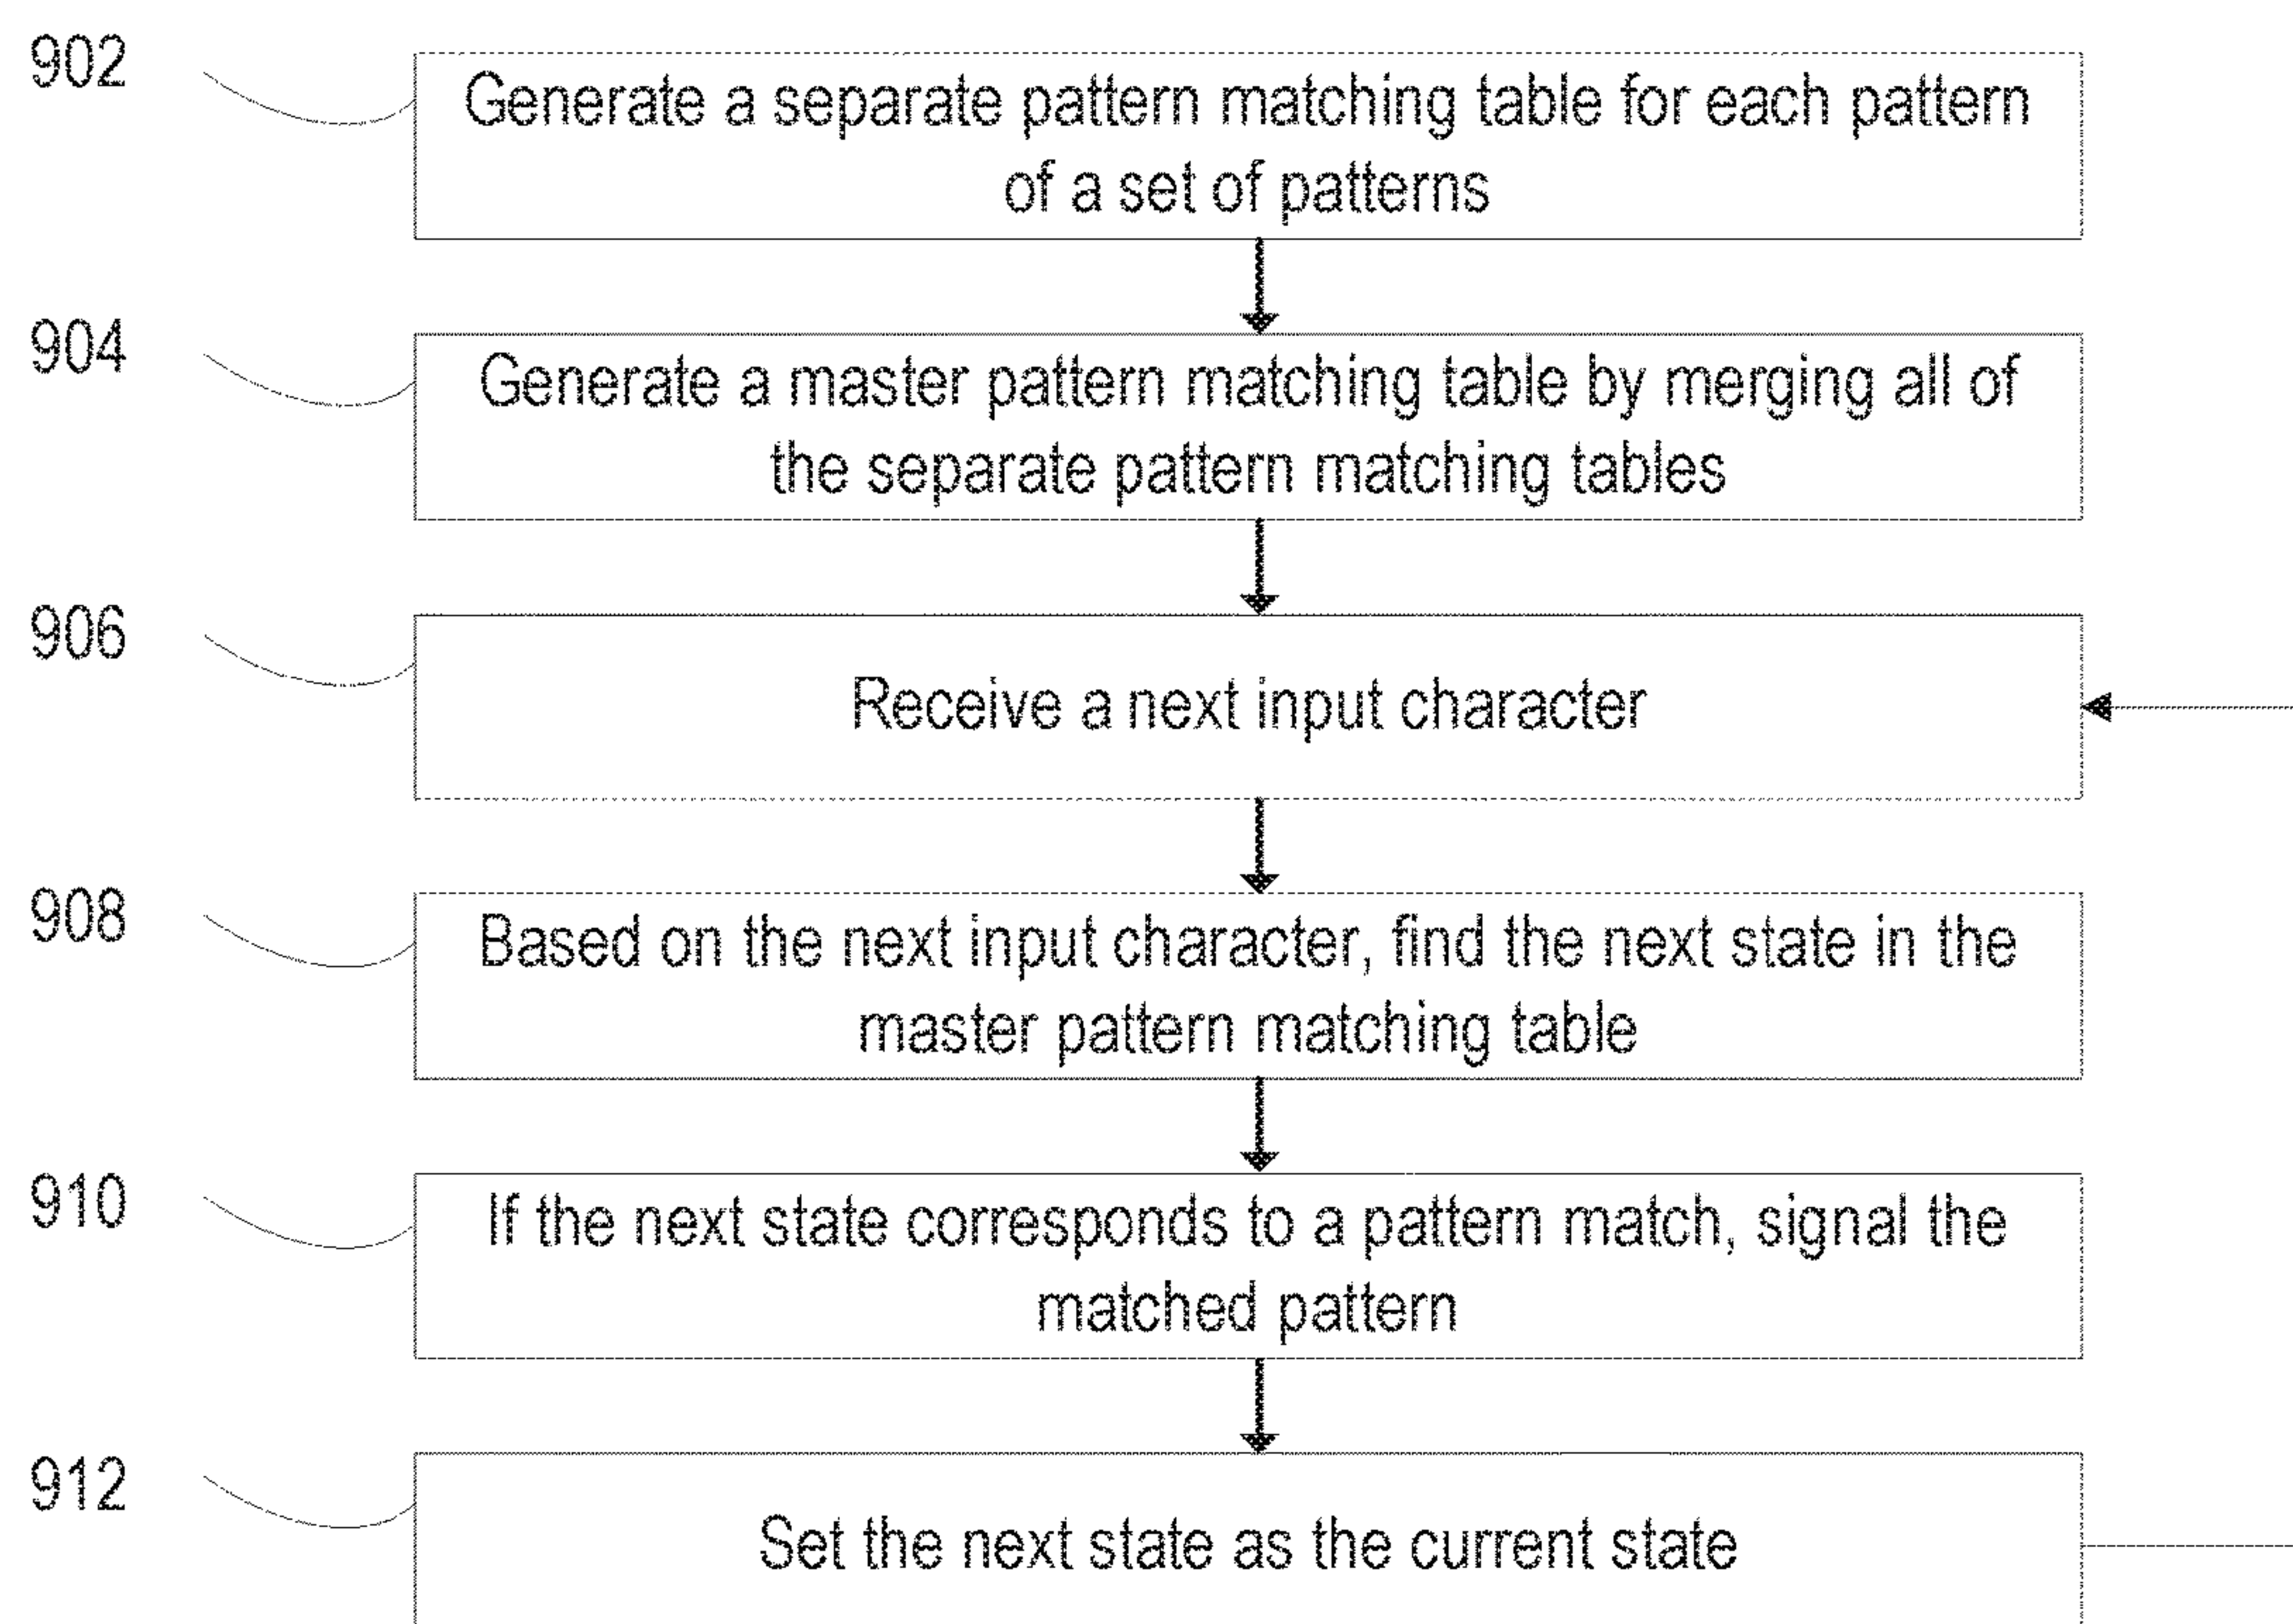 902
Generate a separate pattern matching table for each pattern
of a set of patterns
904
Generate a master pattern matching table by merging all of
the separate pattern matching tables
906
Receive a next input character
908
Based on the next input character, find the next state in the
master pattern matching table
910
If the next state corresponds to a pattern match, signal the
matched pattern
912
Set the next state as the current state